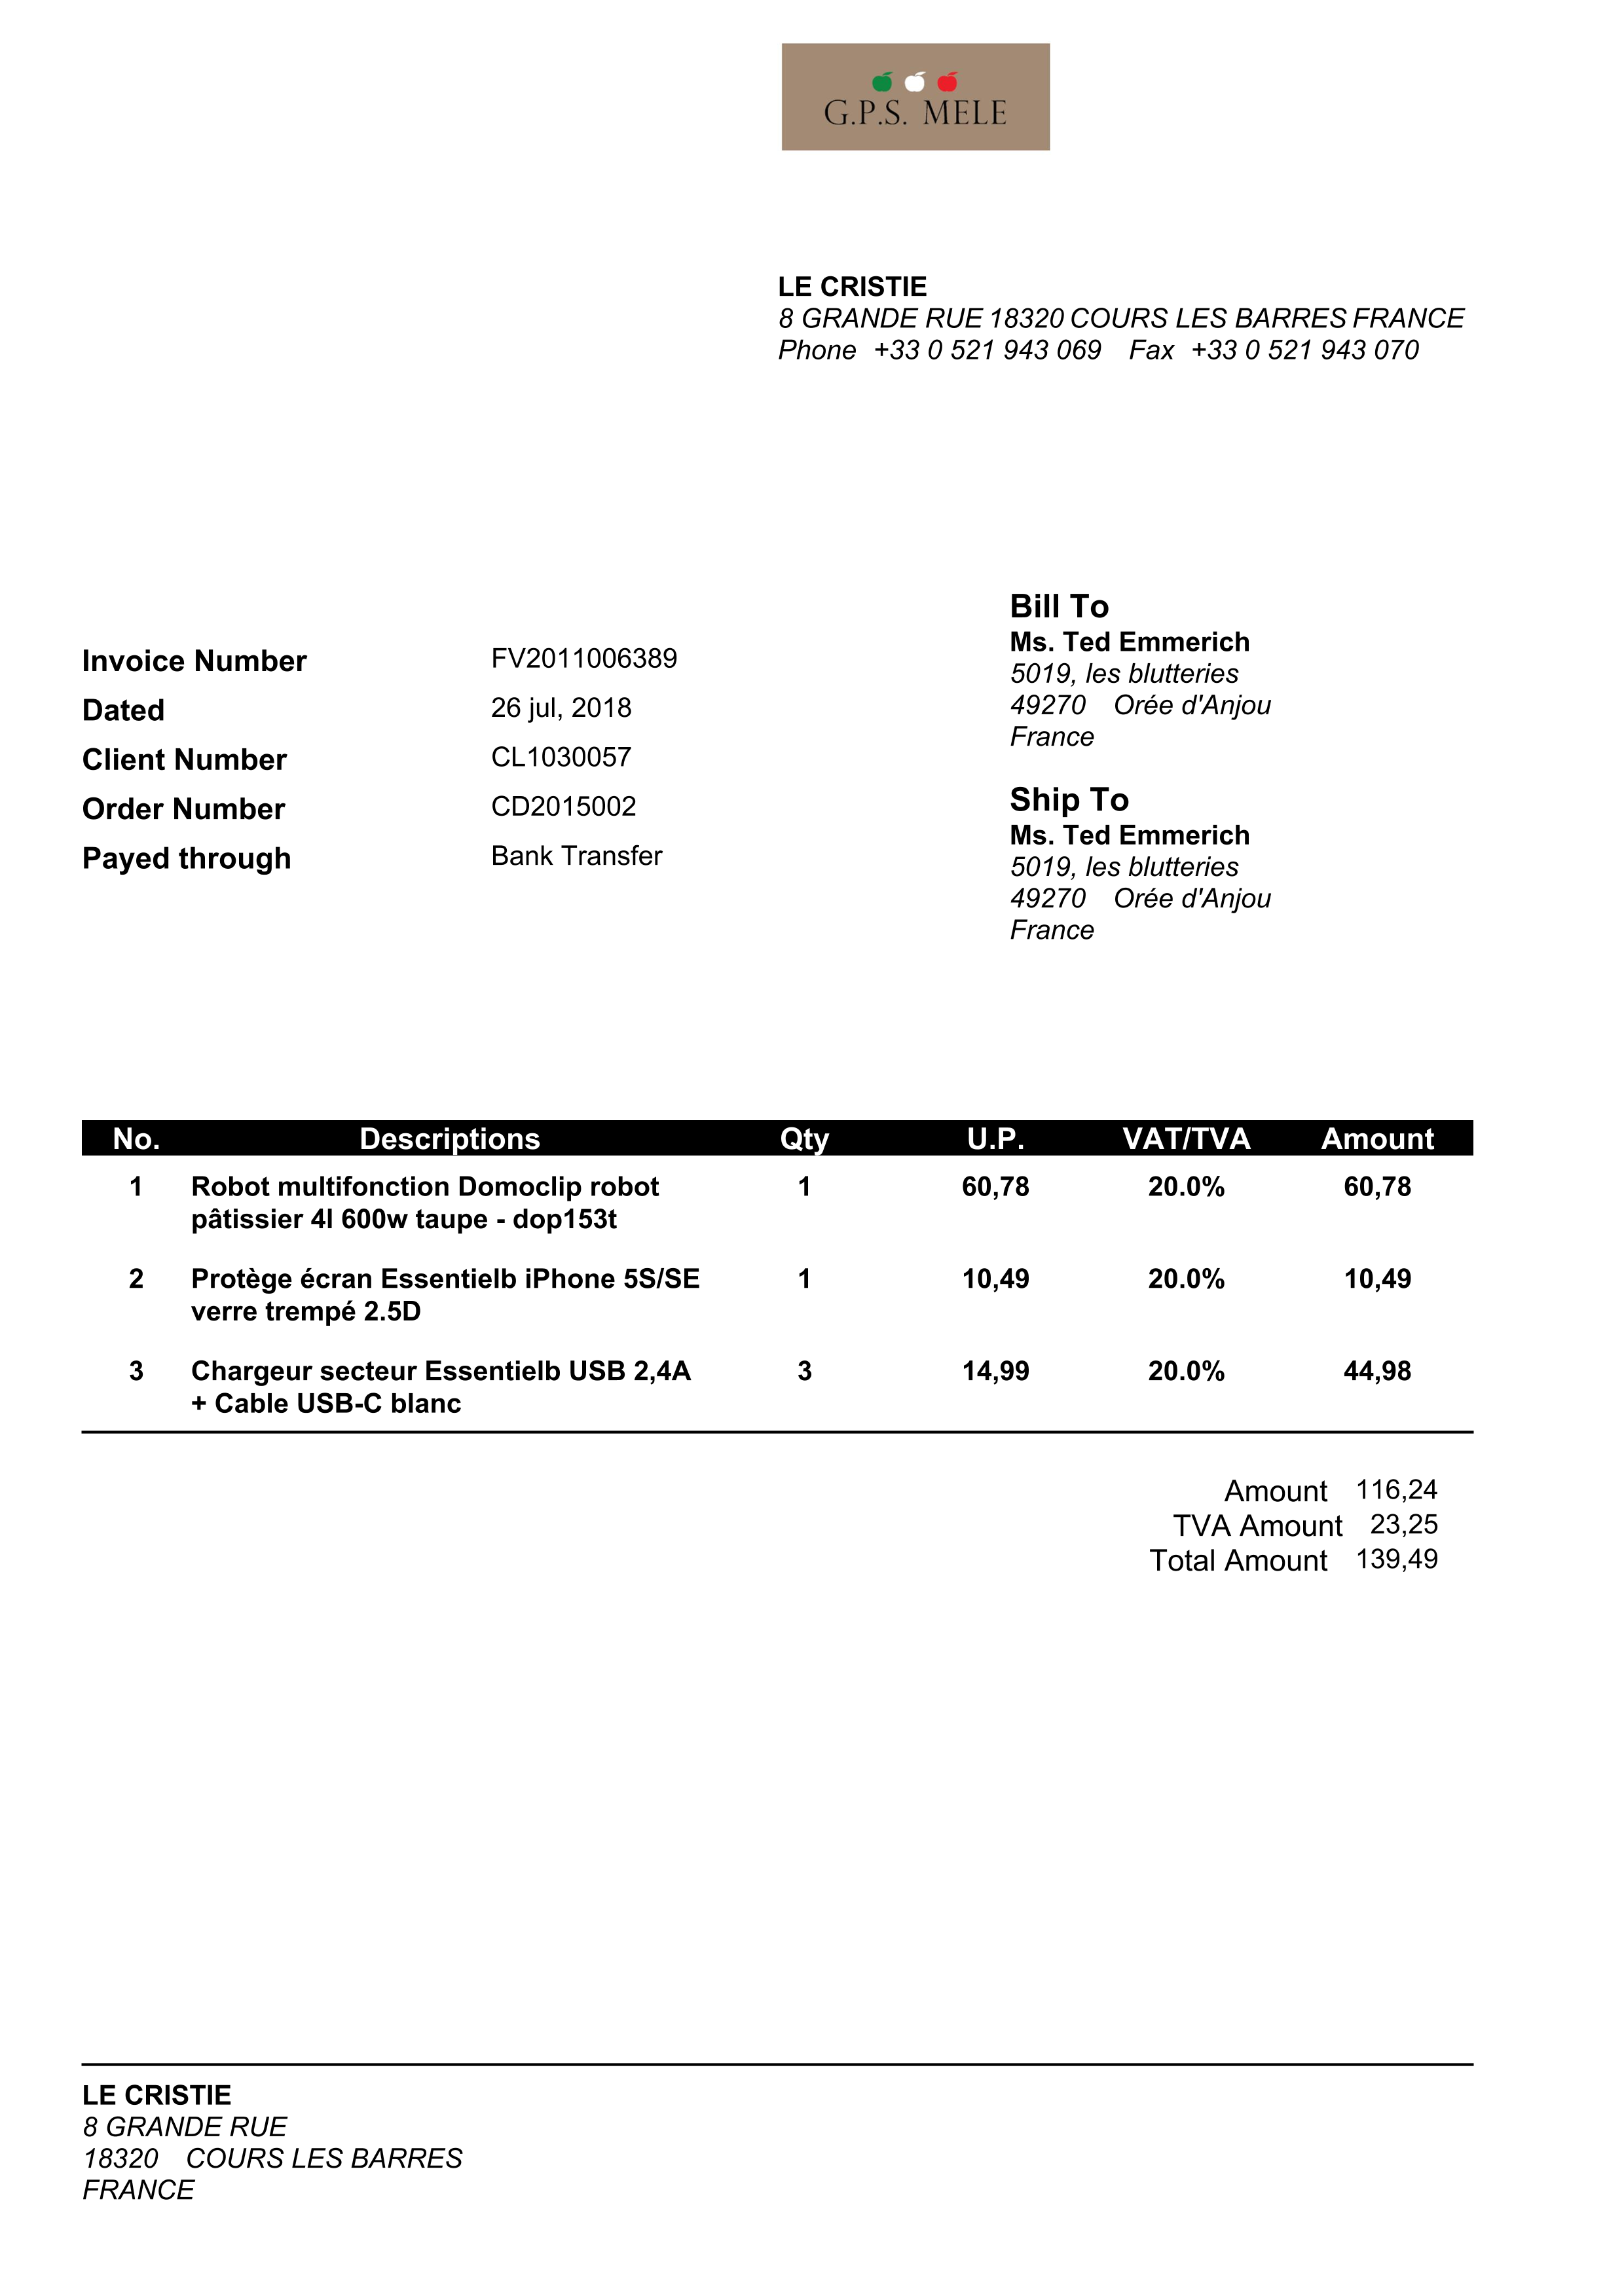 G.P.S. MELE
LE CRISTIE
8 GRANDE RUE 18320 COURS LES BARRES FRANCE
Phone +33 0 521 943 069 Fax +33 0 521 943 070
Invoice Number FV2011006389
Dated 26 jul, 2018
Client Number CL1030057
Order Number CD2015002
Payed through Bank Transfer
Bill To
Ms. Ted Emmerich
5019, les blutteries
49270 Orée d'Anjou
France
Ship To
Ms. Ted Emmerich
5019, les blutteries
49270 Orée d'Anjou
France
No. Descriptions Qty U.P. VAT/TVA Amount
1 Robot multifonction Domoclip robot 1 60,78 20.0% 60,78
pâtissier 4l 600w taupe - dop153t
2 Protège écran Essentielb iPhone 5S/SE 1 10,49 20.0% 10,49
verre trempé 2.5D
3 Chargeur secteur Essentielb USB 2,4A 3 14,99 20.0% 44,98
+ Cable USB-C blanc
Amount 116,24
TVA Amount 23,25
Total Amount 139,49
LE CRISTIE
8 GRANDE RUE
18320 COURS LES BARRES
FRANCE